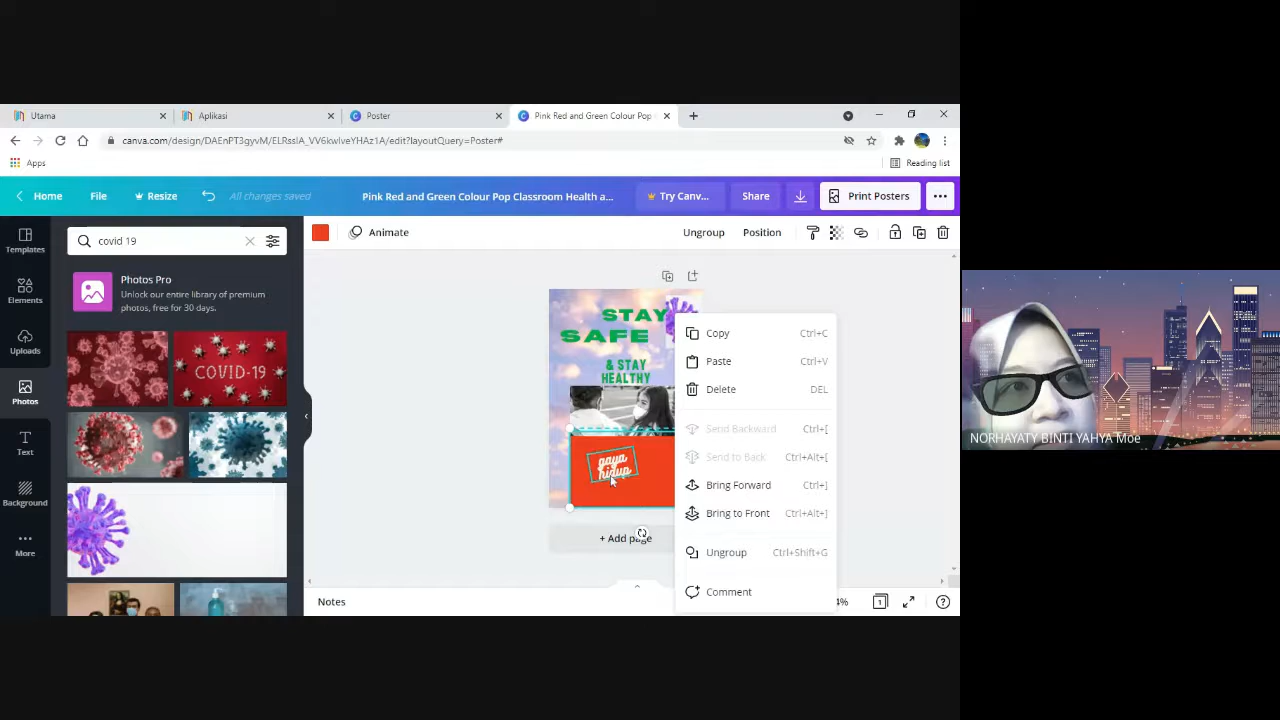 Utama
Aplikasi
Poster
Pink Red and Green Colour Pop
canva.com/design/DAEnPT3gyvM/ELRssIA_VV6kwIveYHAz1A/edit?layoutQuery=Poster#
Apps
Reading list
Home
File
Resize
All changes saved
Pink Red and Green Colour Pop Classroom Health a...
Try Canv...
Share
Print Posters
Templates
Elements
Uploads
Photos
Text
Background
More
covid 19
Photos Pro
Unlock our entire library of premium
photos, free for 30 days.
COVID-19
Animate
Ungroup
Position
STAY
SAFE
& STAY
HEALTHY
gaya
hidup
+ Add page
Copy Ctrl+C
Paste Ctrl+V
Delete DEL
Send Backward Ctrl+[
Send to Back Ctrl+Alt+[
Bring Forward Ctrl+]
Bring to Front Ctrl+Alt+]
Ungroup Ctrl+Shift+G
Comment
Notes
4%
1
NORHAYATY BINTI YAHYA Moe